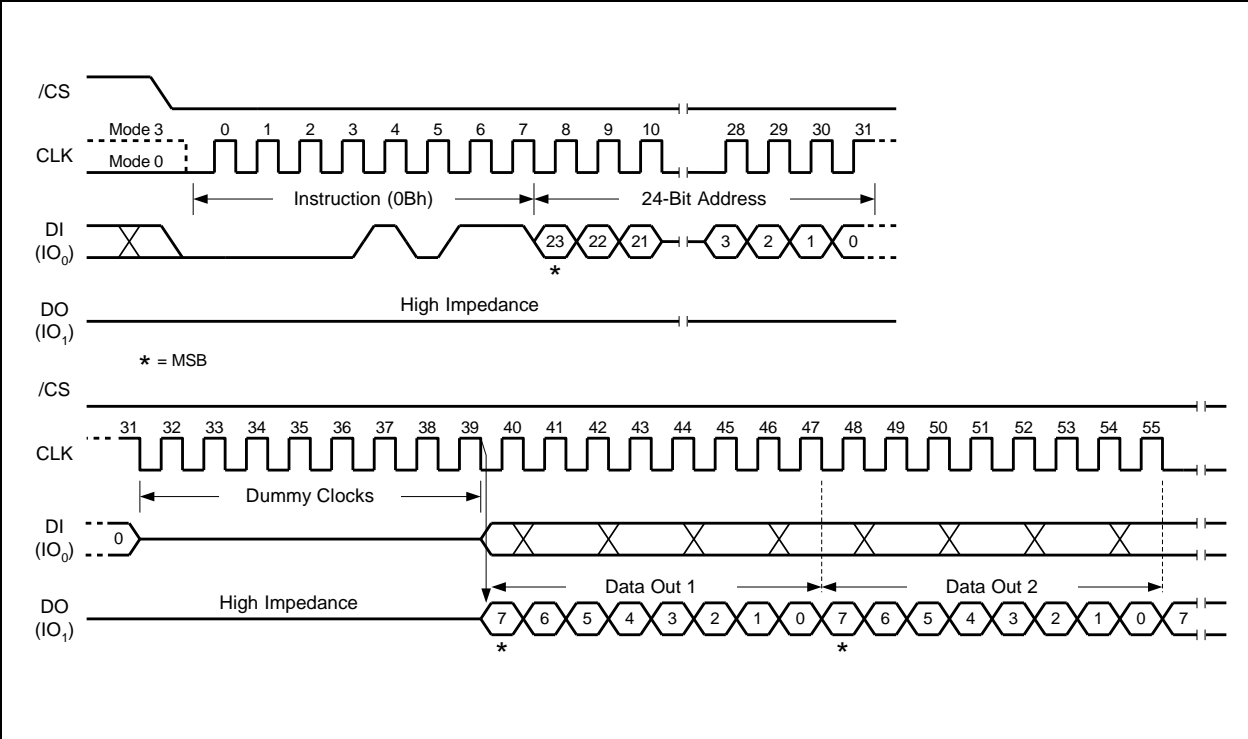 /CS
Mode 3
0 1 2 3 4 5 6 7 8 9 10 28 29 30 31
CLK
Mode 0
Instruction (0Bh)
24-Bit Address
DI
(IO0)
23 22 21 3 2 1 0
*
High Impedance
DO
(IO1)
* = MSB
/CS
31 32 33 34 35 36 37 38 39 40 41 42 43 44 45 46 47 48 49 50 51 52 53 54 55
CLK
Dummy Clocks
DI
(IO0)
0
Data Out 1
Data Out 2
High Impedance
DO
(IO1)
7 6 5 4 3 2 1 0 7 6 5 4 3 2 1 0 7
* *